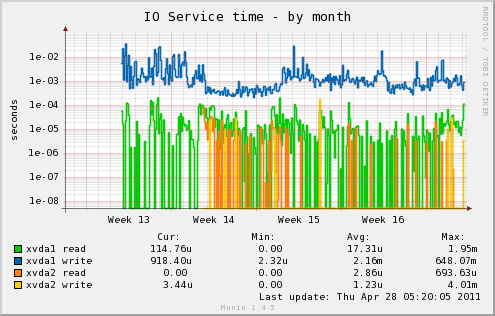 IO Service time - by month
RRDTOOL / TOBI OETIKER
seconds
1e-02
1e-03
1e-04
1e-05
1e-06
1e-07
1e-08
Week 13 Week 14 Week 15 Week 16
Cur: Min: Avg: Max:
xvda1 read 114.76u 0.00 17.31u 1.95m
xvda1 write 918.40u 2.32u 2.16m 648.07m
xvda2 read 0.00 0.00 2.86u 693.63u
xvda2 write 3.44u 0.00 1.23u 4.01m
Last update: Thu Apr 28 05:20:05 2011
Munin 1.4.5